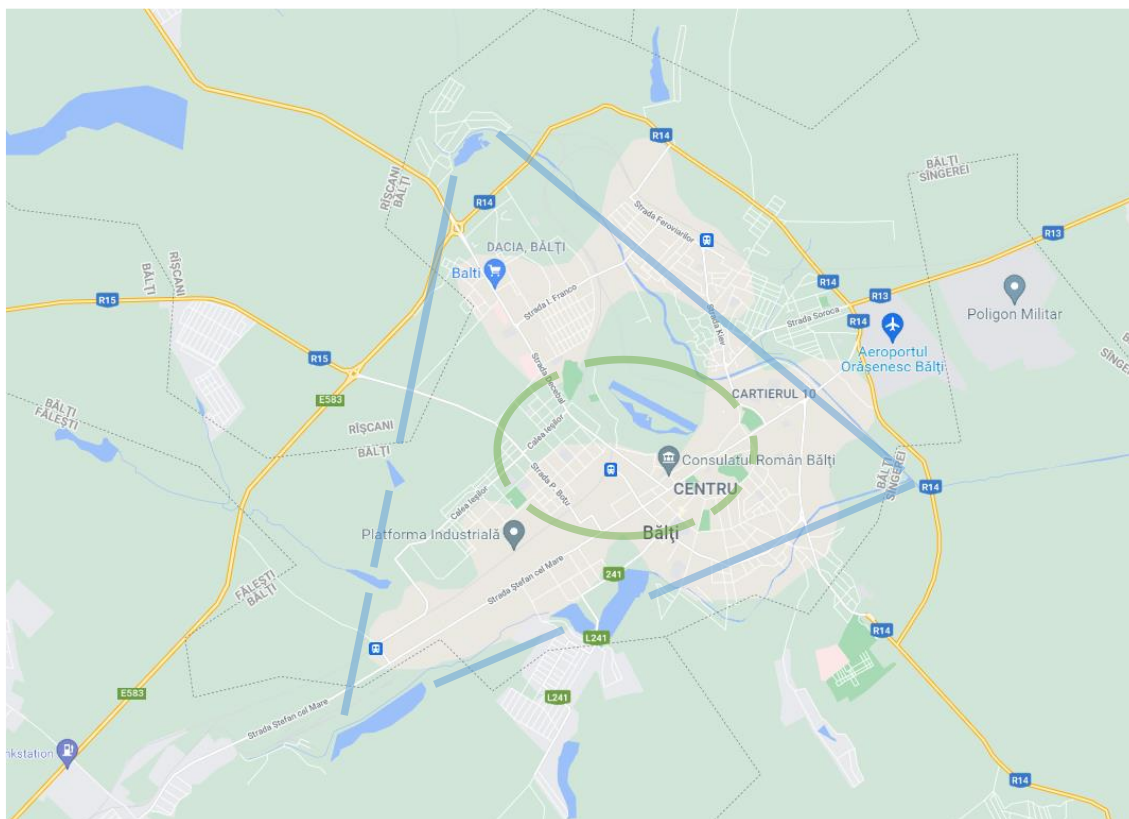 R14
BĂLȚI
SÎNGEREI
RÎȘCANI
BĂLȚI
R14
Strada Feroviarilor
R13
DACIA, BĂLȚI
RÎȘCANI
BĂLȚI
Balti
R14
R13
Poligon Militar
R15
Strada I. Franco
Strada Kiev
Strada Soroca
R14
Aeroportul
Orășenesc Bălți
R15
Strada Decebal
CARTIERUL 10
E583
BĂLȚI
FĂLEȘTI
RÎȘCANI
BĂLȚI
Calea Ieșilor
Consulatul Român Bălți
CENTRU
BĂLȚI
SÎNGEREI
R14
Calea Ieșilor
Strada P. Boțu
Platforma Industrială
Bălți
FĂLEȘTI
BĂLȚI
Strada Ștefan cel Mare
241
L241
R14
E583
L241
Strada Ștefan cel Mare
nkstation
R14